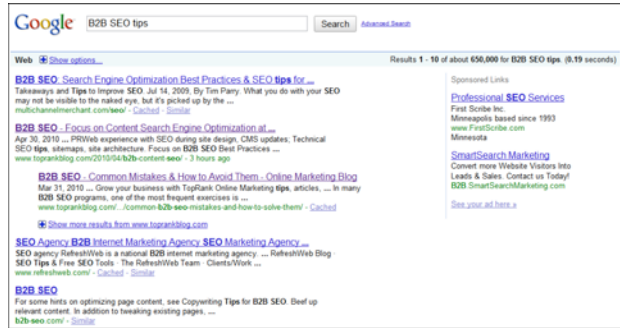 Google
B2B SEO tips
Search
Advanced Search
Web Show options...
Results 1 - 10 of about 650,000 for B2B SEO tips. (0.19 seconds)
B2B SEO: Search Engine Optimization Best Practices & SEO tips for ...
Takeaways and Tips to Improve SEO. Jul 14, 2009, By Tim Parry. What you do with your SEO
may not be visible to the naked eye, but it's picked up by the ...
multichannelmerchant.com/seo/ - Cached - Similar
B2B SEO - Focus on Content Search Engine Optimization at ...
Apr 30, 2010 ... PRWeb experience with SEO during site design, CMS updates; Technical
SEO tips, sitemaps, site architecture. Focus on B2B SEO Best Practices ...
www.toprankblog.com/2010/04/b2b-content-seo/ - 3 hours ago
B2B SEO - Common Mistakes & How to Avoid Them - Online Marketing Blog
Mar 31, 2010 ... Grow your business with TopRank Online Marketing tips, articles, ... In many
B2B SEO programs, one of the most frequent exercises is ...
www.toprankblog.com/.../common-b2b-seo-mistakes-and-how-to-solve-them/ - Cached
Show more results from www.toprankblog.com
SEO Agency B2B Internet Marketing Agency SEO Marketing Agency ...
SEO agency RefreshWeb is a national B2B internet marketing agency. ... RefreshWeb Blog ·
SEO Tips & Free SEO Tools · The RefreshWeb Team · Clients/Work ...
www.refreshweb.com/ - Cached - Similar
B2B SEO
For some hints on optimizing page content, see Copywriting Tips for B2B SEO. Beef up
relevant content. In addition to tweaking existing pages, ...
b2b-seo.com/ - Similar
Sponsored Links
Professional SEO Services
First Scribe Inc.
Minneapolis based since 1993
www.FirstScribe.com
Minnesota
SmartSearch Marketing
Convert more Website Visitors Into
Leads & Sales. Contact us Today!
B2B.SmartSearchMarketing.com
See your ad here »